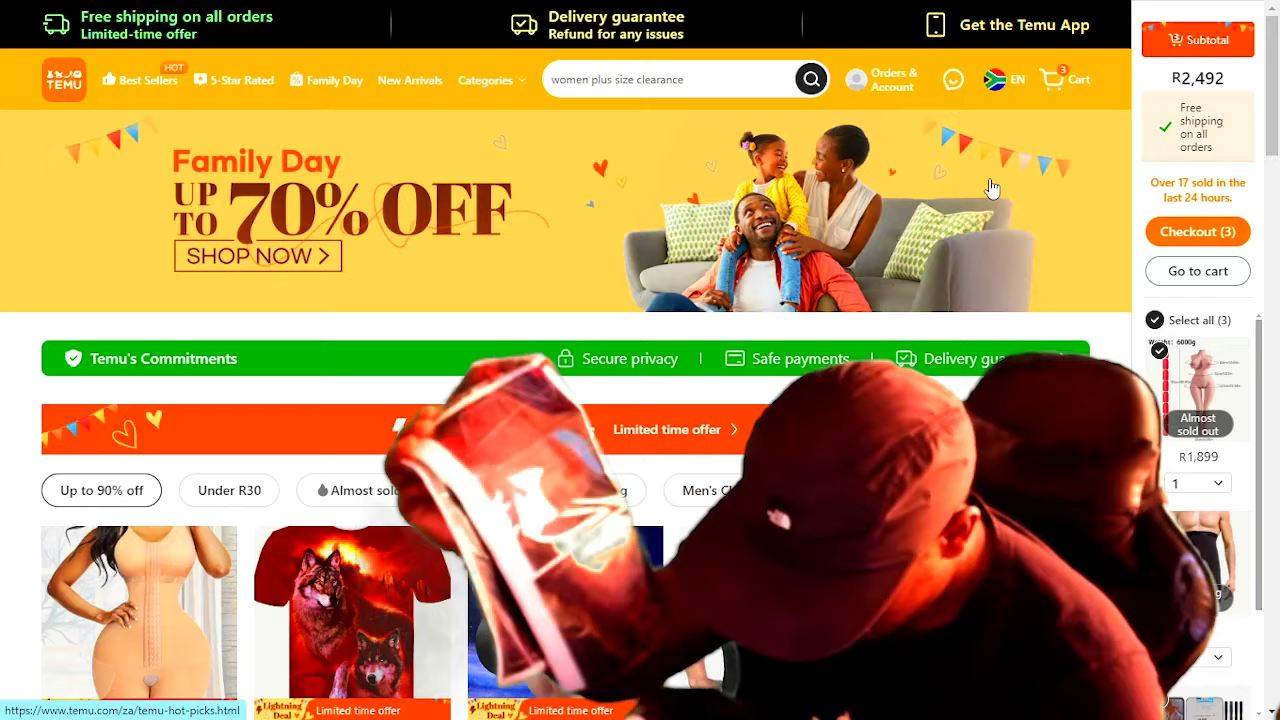 Free shipping on all orders
Limited-time offer
Delivery guarantee
Refund for any issues
Get the Temu App
TEMU
Best Sellers
HOT
5-Star Rated
Family Day
New Arrivals
Categories
women plus size clearance
Orders &
Account
EN
3
Cart
Family Day
UP
TO 70% OFF
SHOP NOW >
Temu's Commitments
Secure privacy
Safe payments
Delivery
Limited time offer >
Up to 90% off
Under R30
Almost
Men's
Lightning
Deal
Limited time offer
Lightning
Deal
Limited time offer
https://www.temu.com/za/temu-hot-picks.html
Subtotal
R2,492
Free
shipping
on all
orders
Over 17 sold in the
last 24 hours.
Checkout (3)
Go to cart
Select all (3)
Weight: 6000g
Almost
sold out
R1,899
1